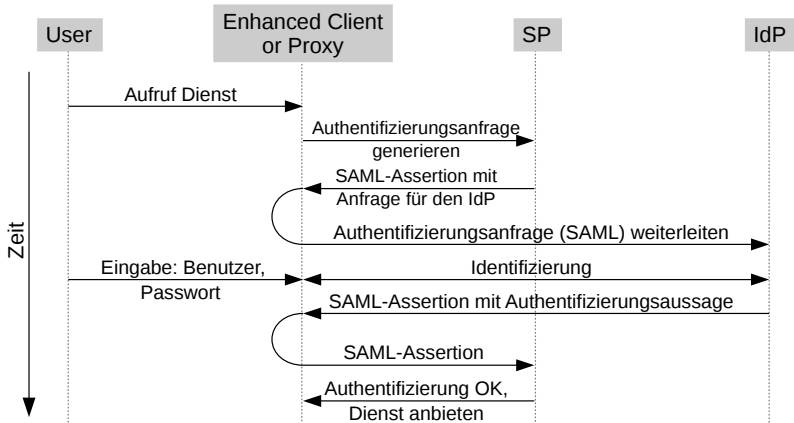 User
Enhanced Client
or Proxy
SP
IdP
Zeit
Aufruf Dienst
Authentifizierungsanfrage
generieren
SAML-Assertion mit
Anfrage für den IdP
Authentifizierungsanfrage (SAML) weiterleiten
Eingabe: Benutzer,
Passwort
Identifizierung
SAML-Assertion mit Authentifizierungsaussage
SAML-Assertion
Authentifizierung OK,
Dienst anbieten